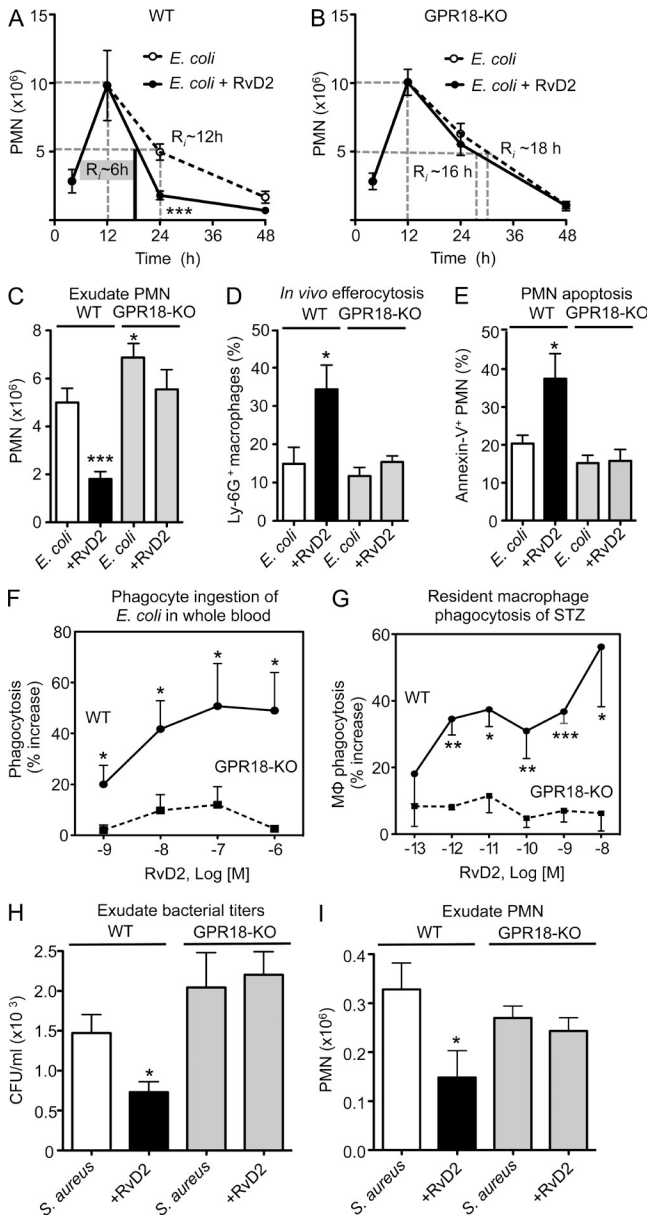 A
WT
PMN (x10⁶)
15
10
5
0
E. coli
E. coli + RvD2
Rᵢ~12h
Rᵢ~6h
***
0 12 24 36 48
Time (h)
B
GPR18-KO
PMN (x10⁶)
15
10
5
0
E. coli
E. coli + RvD2
Rᵢ ~18 h
Rᵢ~16 h
0 12 24 36 48
Time (h)
C
Exudate PMN
WT GPR18-KO
PMN (x10⁶)
8
6
4
2
0
***
*
E. coli
+RvD2
E. coli
+RvD2
D
In vivo efferocytosis
WT GPR18-KO
Ly-6G⁺ macrophages (%)
50
40
30
20
10
0
*
E. coli
+RvD2
E. coli
+RvD2
E
PMN apoptosis
WT GPR18-KO
Annexin-V⁺ PMN (%)
50
40
30
20
10
0
*
E. coli
+RvD2
E. coli
+RvD2
F
Phagocyte ingestion of
E. coli in whole blood
Phagocytosis
(% increase)
80
60
40
20
0
WT
GPR18-KO
* * * *
-9 -8 -7 -6
RvD2, Log [M]
G
Resident macrophage
phagocytosis of STZ
MΦ phagocytosis
(% increase)
60
40
20
0
WT
GPR18-KO
** * ** *** *
-13 -12 -11 -10 -9 -8
RvD2, Log [M]
H
Exudate bacterial titers
WT GPR18-KO
CFU/ml (x10 ³)
2.5
2.0
1.5
1.0
0.5
0
*
S. aureus
+RvD2
S. aureus
+RvD2
I
Exudate PMN
WT GPR18-KO
PMN (x10⁶)
0.4
0.3
0.2
0.1
0
*
S. aureus
+RvD2
S. aureus
+RvD2